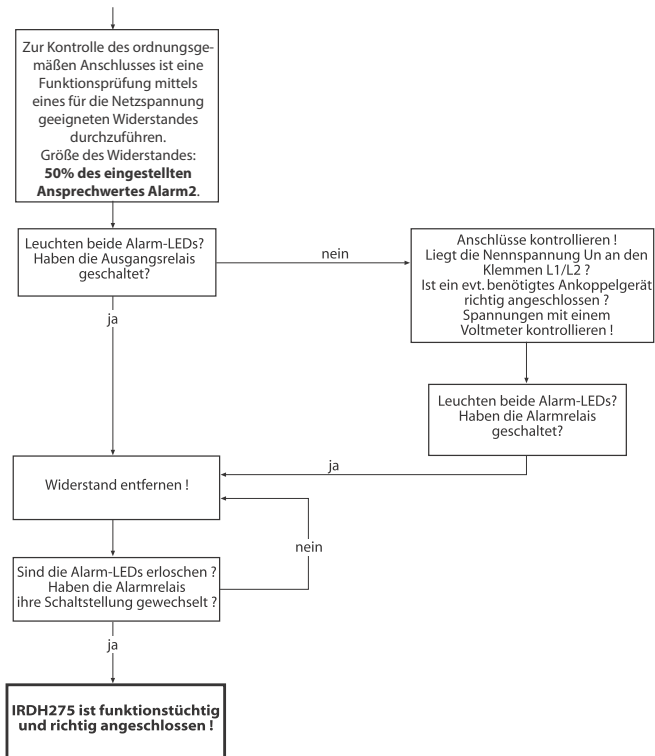 Zur Kontrolle des ordnungsge-
mäßen Anschlusses ist eine
Funktionsprüfung mittels
eines für die Netzspannung
geeigneten Widerstandes
durchzuführen.
Größe des Widerstandes:
50% des eingestellten
Ansprechwertes Alarm2.
Leuchten beide Alarm-LEDs?
Haben die Ausgangsrelais
geschaltet?
nein
Anschlüsse kontrollieren !
Liegt die Nennspannung Un an den
Klemmen L1/L2 ?
Ist ein evt. benötigtes Ankoppelgerät
richtig angeschlossen ?
Spannungen mit einem
Voltmeter kontrollieren !
ja
Leuchten beide Alarm-LEDs?
Haben die Alarmrelais
geschaltet?
ja
Widerstand entfernen !
nein
Sind die Alarm-LEDs erloschen ?
Haben die Alarmrelais
ihre Schaltstellung gewechselt ?
ja
IRDH275 ist funktionstüchtig
und richtig angeschlossen !